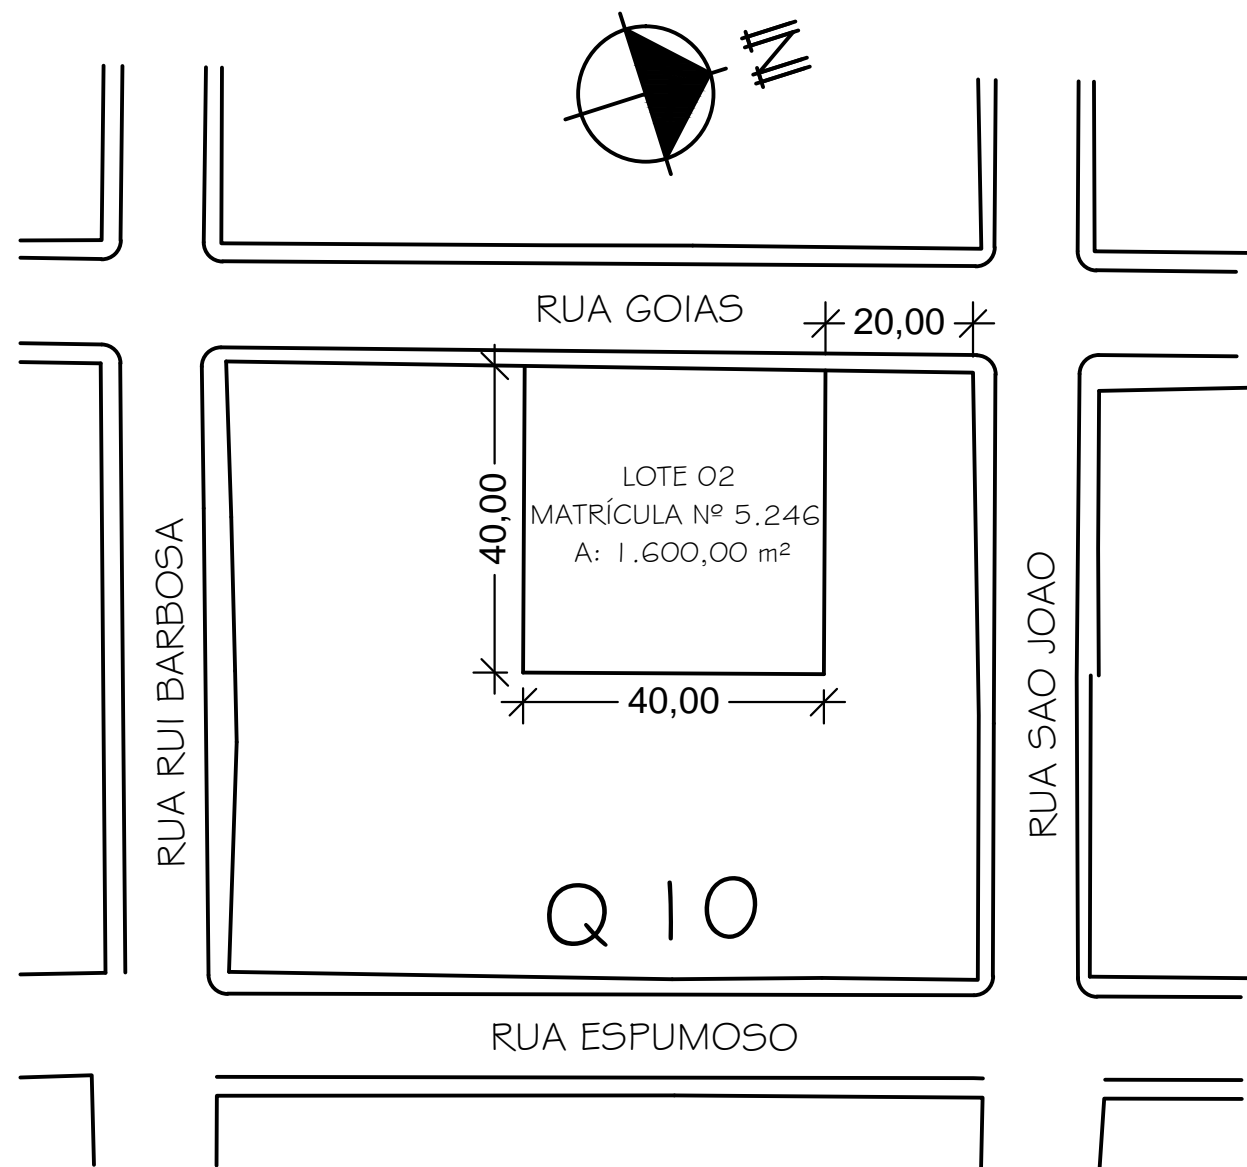 N
RUA GOIAS
20,00
LOTE 02
MATRÍCULA Nº 5.246
A: 1.600,00 m²
40,00
40,00
RUA RUI BARBOSA
RUA SAO JOAO
Q 10
RUA ESPUMOSO